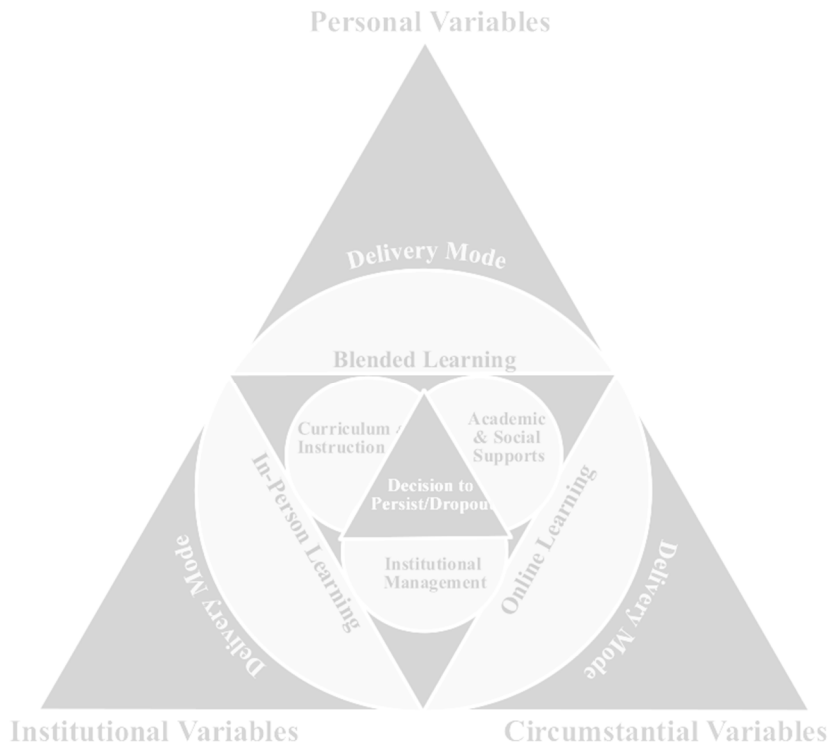 Personal Variables
Delivery Mode
Blended Learning
Curriculum /
Instruction
Academic
& Social
Supports
Decision to
Persist/Dropout
In-Person Learning
Online Learning
Institutional
Management
Delivery Mode
Delivery Mode
Institutional Variables
Circumstantial Variables